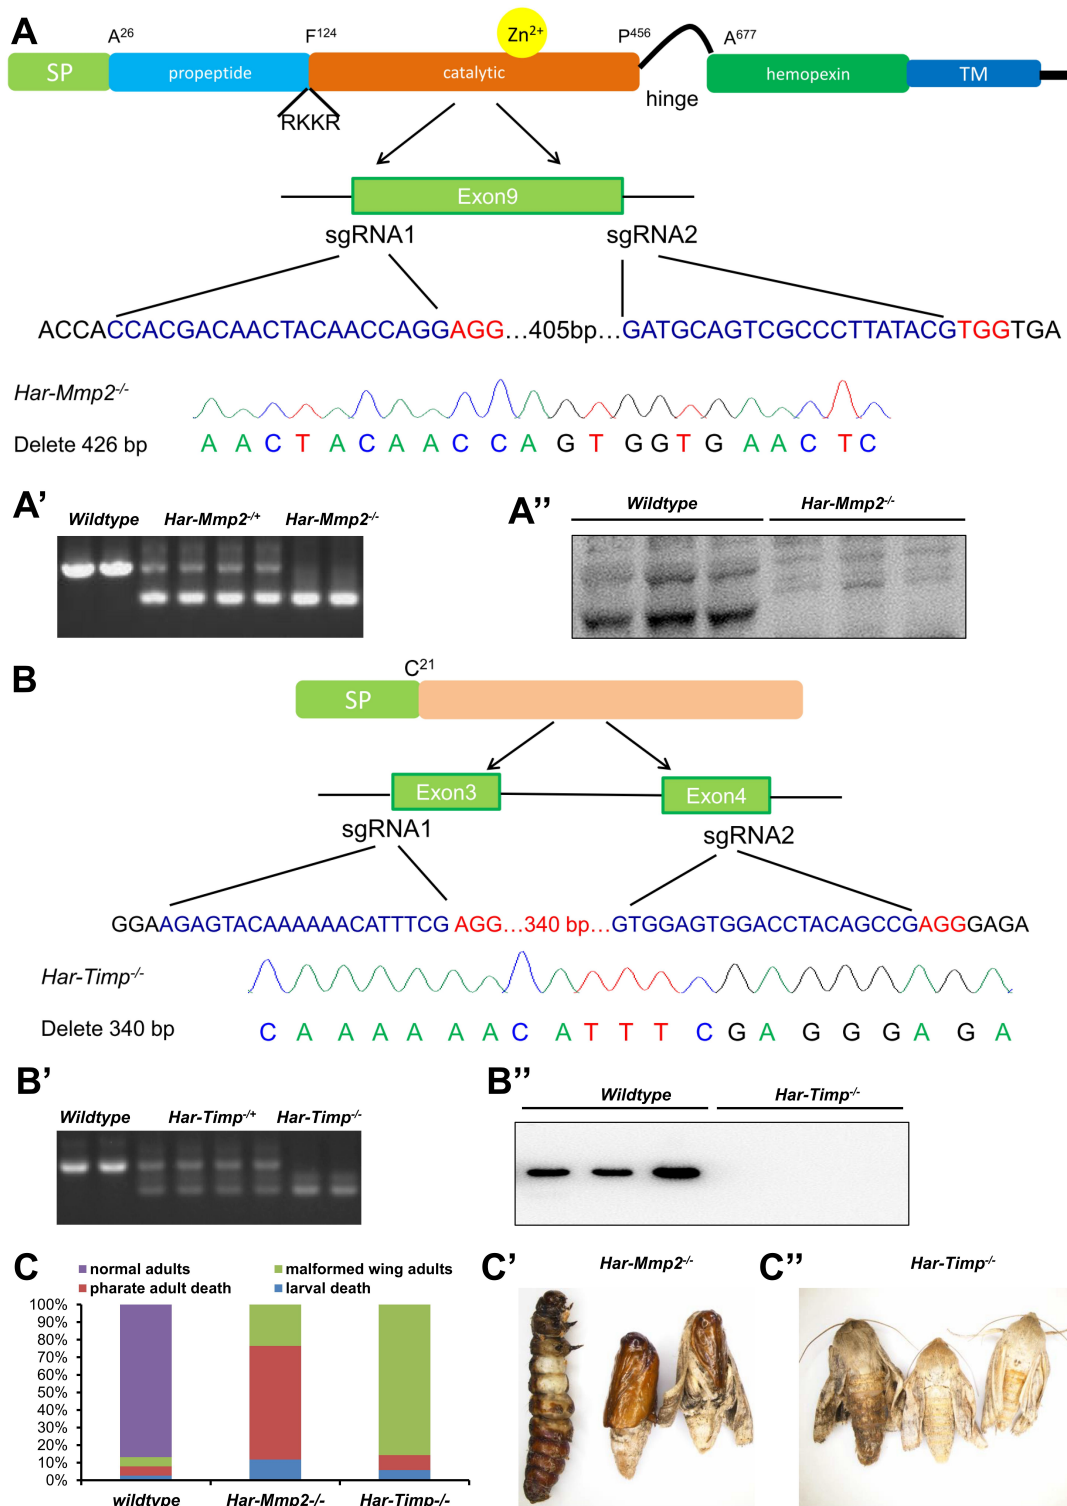 A
A26 F124 Zn2+ P456 A677
SP propeptide catalytic hemopexin TM
hinge
RKKR
Exon9
sgRNA1 sgRNA2
ACCACCACGACAACTACAACCAGGAGG...405bp...GATGCAGTCGCCCTTATACGTGGTGA
Har-Mmp2-/-
Delete 426 bp A A C T A C A A C C A G T G G T G A A C T C
A' Wildtype Har-Mmp2-/+ Har-Mmp2-/-
A'' Wildtype Har-Mmp2-/-
B
C21
SP
Exon3 Exon4
sgRNA1 sgRNA2
GGAAGAGTACAAAAAACATTTCG AGG...340 bp...GTGGAGTGGACCTACAGCCGAGGGAGA
Har-Timp-/-
Delete 340 bp C A A A A A A C A T T T C G A G G G A G A
B' Wildtype Har-Timp-/+ Har-Timp-/-
B'' Wildtype Har-Timp-/-
C normal adults malformed wing adults
pharate adult death larval death
100%
90%
80%
70%
60%
50%
40%
30%
20%
10%
0%
wildtype Har-Mmp2-/- Har-Timp-/-
C' Har-Mmp2-/-
C'' Har-Timp-/-